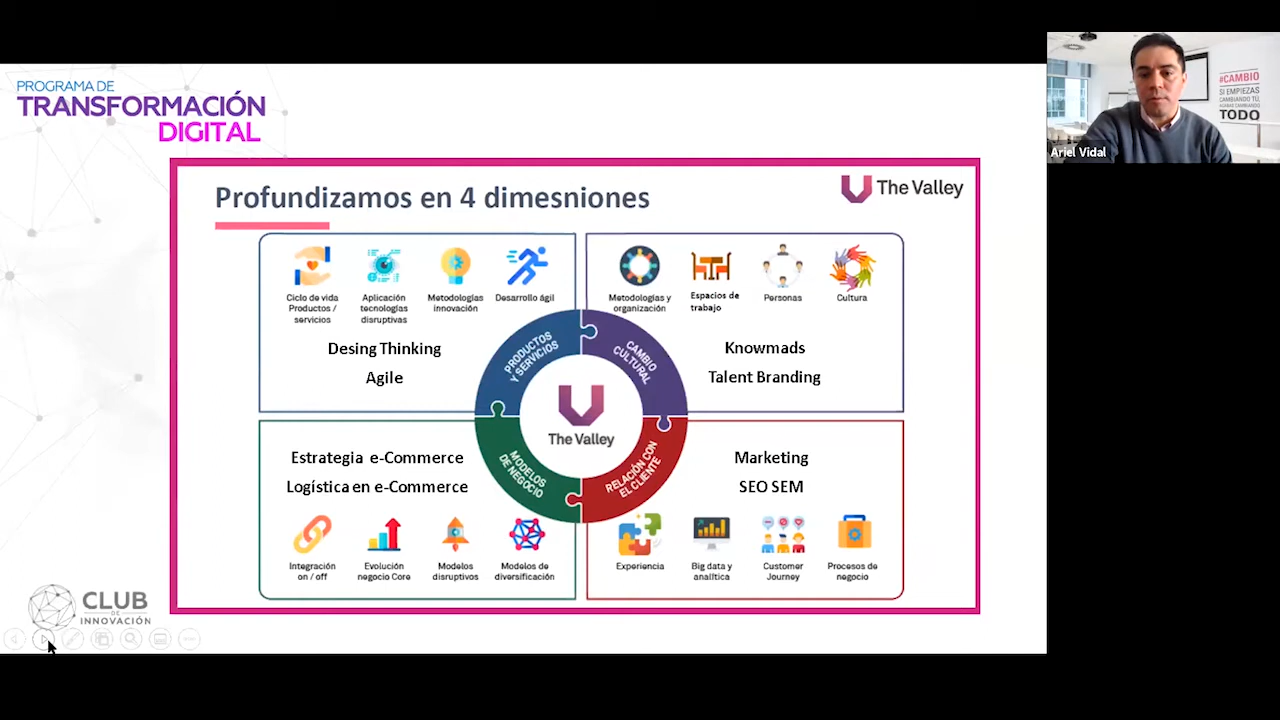 PROGRAMA DE
TRANSFORMACIÓN
DIGITAL
Profundizamos en 4 dimesniones
The Valley
Ciclo de vida
Productos /
servicios
Aplicación
tecnologías
disruptivas
Metodologías
innovación
Desarrollo ágil
Desing Thinking
Agile
Metodologías y
organización
Espacios de
trabajo
Personas
Cultura
Knowmads
Talent Branding
PRODUCTOS
Y SERVICIOS
CAMBIO
CULTURAL
The Valley
MODELOS
DE NEGOCIO
RELACIÓN CON
EL CLIENTE
Estrategia e-Commerce
Logística en e-Commerce
Integración
on / off
Evolución
negocio Core
Modelos
disruptivos
Modelos de
diversificación
Marketing
SEO SEM
Experiencia
Big data y
analítica
Customer
Journey
Procesos de
negocio
CLUB
DE
INNOVACIÓN
#CAMBIO
SI EMPIEZAS
CAMBIANDO TÚ,
ACABAS CAMBIANDO
TODO
Ariel Vidal